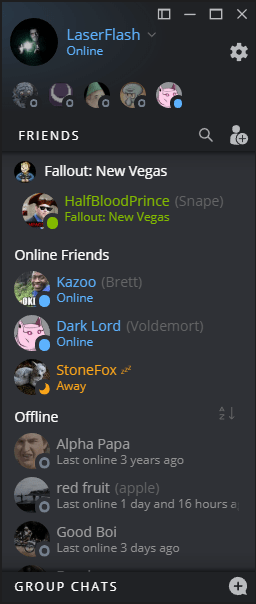 LaserFlash
Online
FRIENDS
Fallout: New Vegas
HalfBloodPrince (Snape)
Fallout: New Vegas
Online Friends
Kazoo (Brett)
OKI
Online
Dark Lord (Voldemort)
Online
StoneFox zzz
Away
Offline
A
Z
Alpha Papa
Last online 3 years ago
red fruit (apple)
Last online 1 day and 16 hours a
Good Boi
Last online 3 days ago
GROUP CHATS